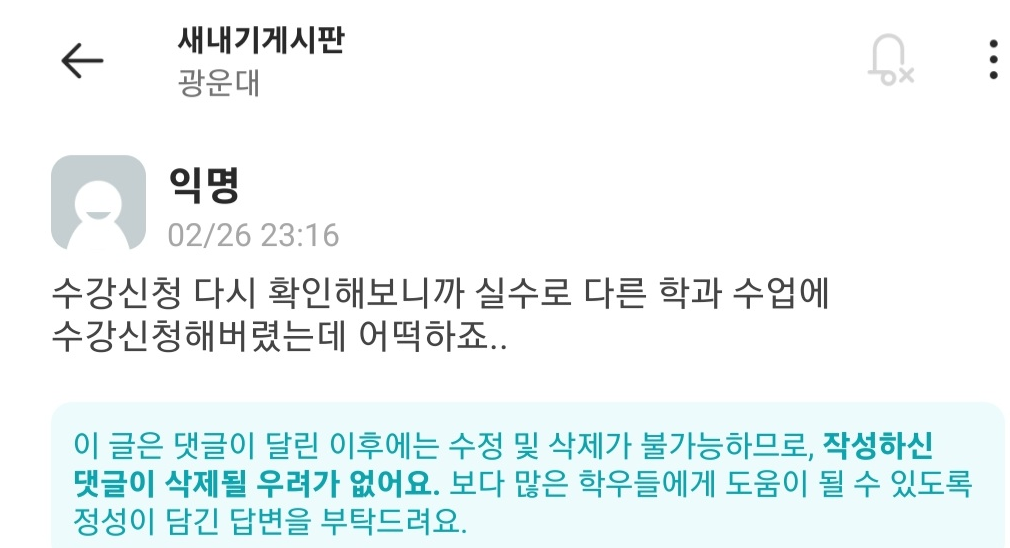 새내기게시판
광운대
익명
02/26 23:16
수강신청 다시 확인해보니까 실수로 다른 학과 수업에
수강신청해버렸는데 어떡하죠..
이 글은 댓글이 달린 이후에는 수정 및 삭제가 불가능하므로, 작성하신
댓글이 삭제될 우려가 없어요. 보다 많은 학우들에게 도움이 될 수 있도록
정성이 담긴 답변을 부탁드려요.